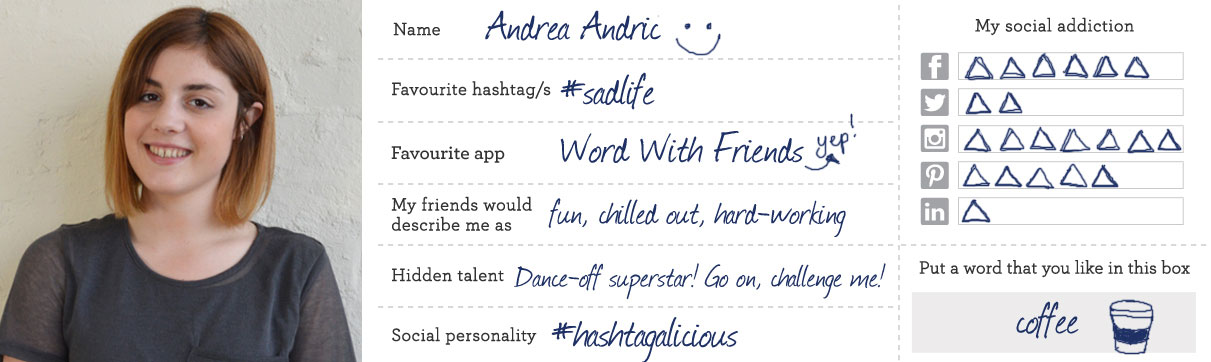 Name Andrea Andric
Favourite hashtag/s #sadlife
Favourite app Word With Friends yep!
My friends would
describe me as fun, chilled out, hard-working
Hidden talent Dance-off superstar! Go on, challenge me!
Social personality #hashtagalicious
My social addiction
f
in
Put a word that you like in this box
coffee